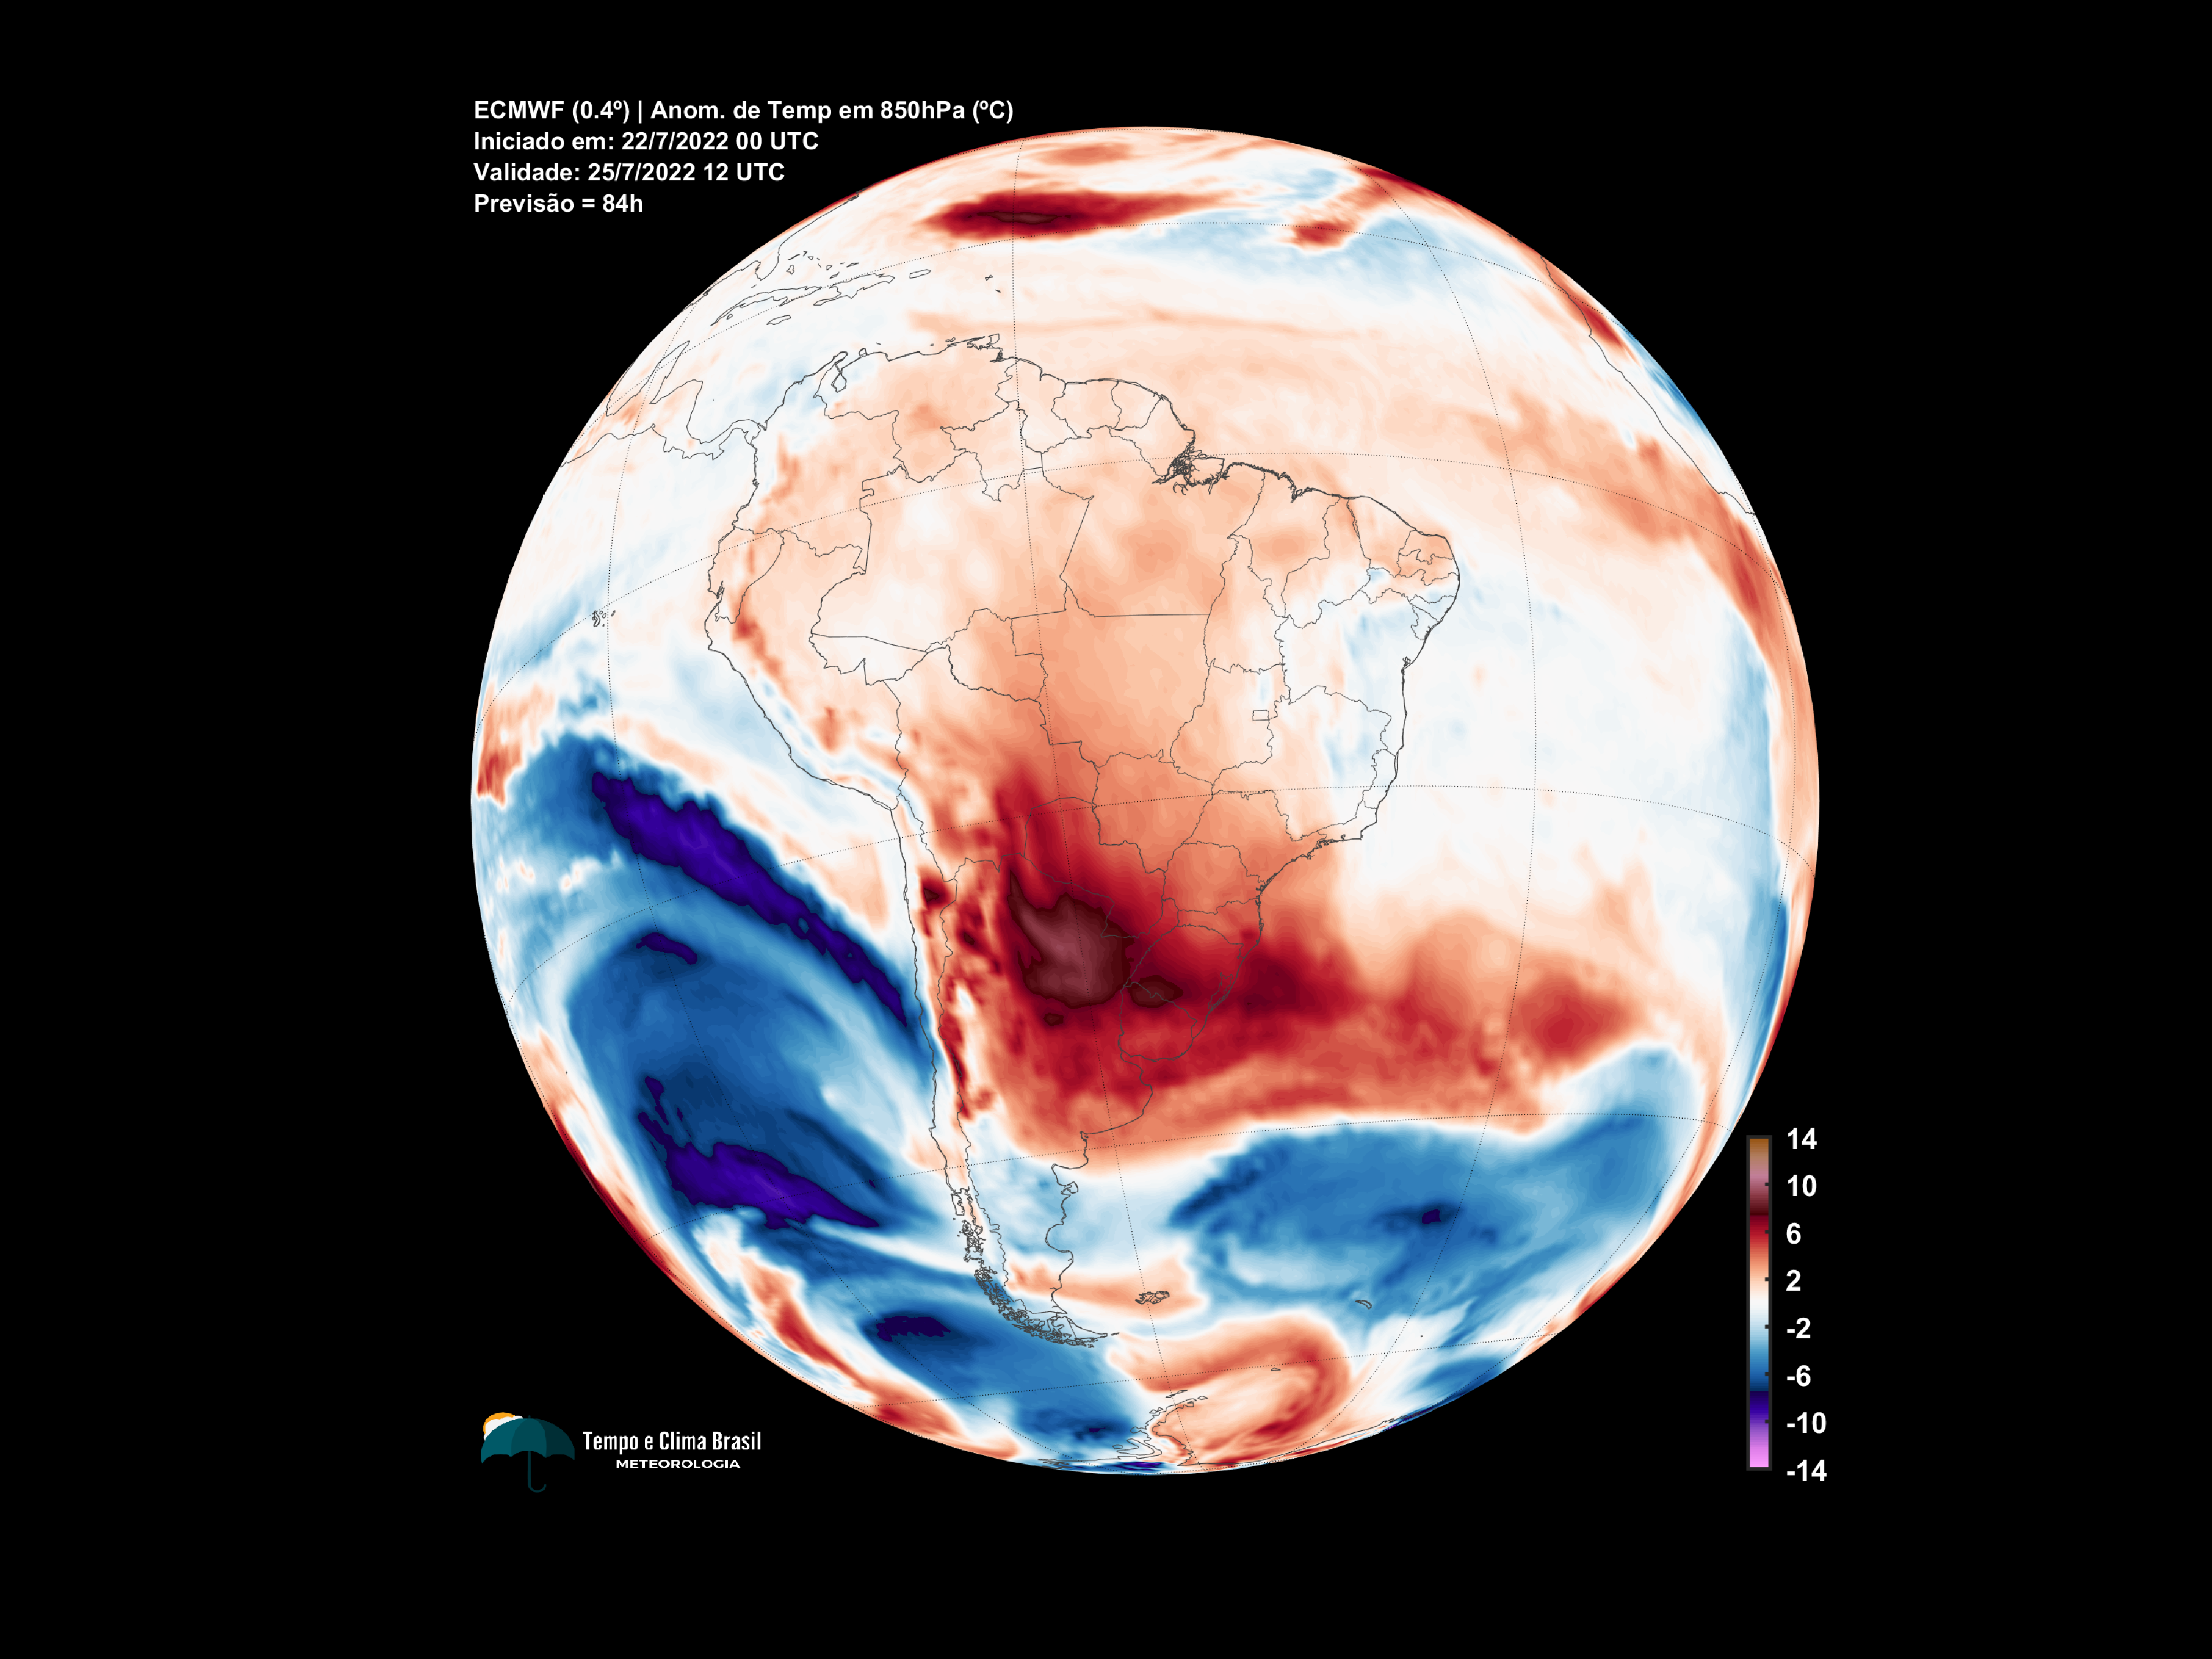 ECMWF (0.4º) | Anom. de Temp em 850hPa (ºC)
Iniciado em: 22/7/2022 00 UTC
Validade: 25/7/2022 12 UTC
Previsão = 84h
14
10
6
2
-2
-6
-10
-14
Tempo e Clima Brasil
METEOROLOGIA